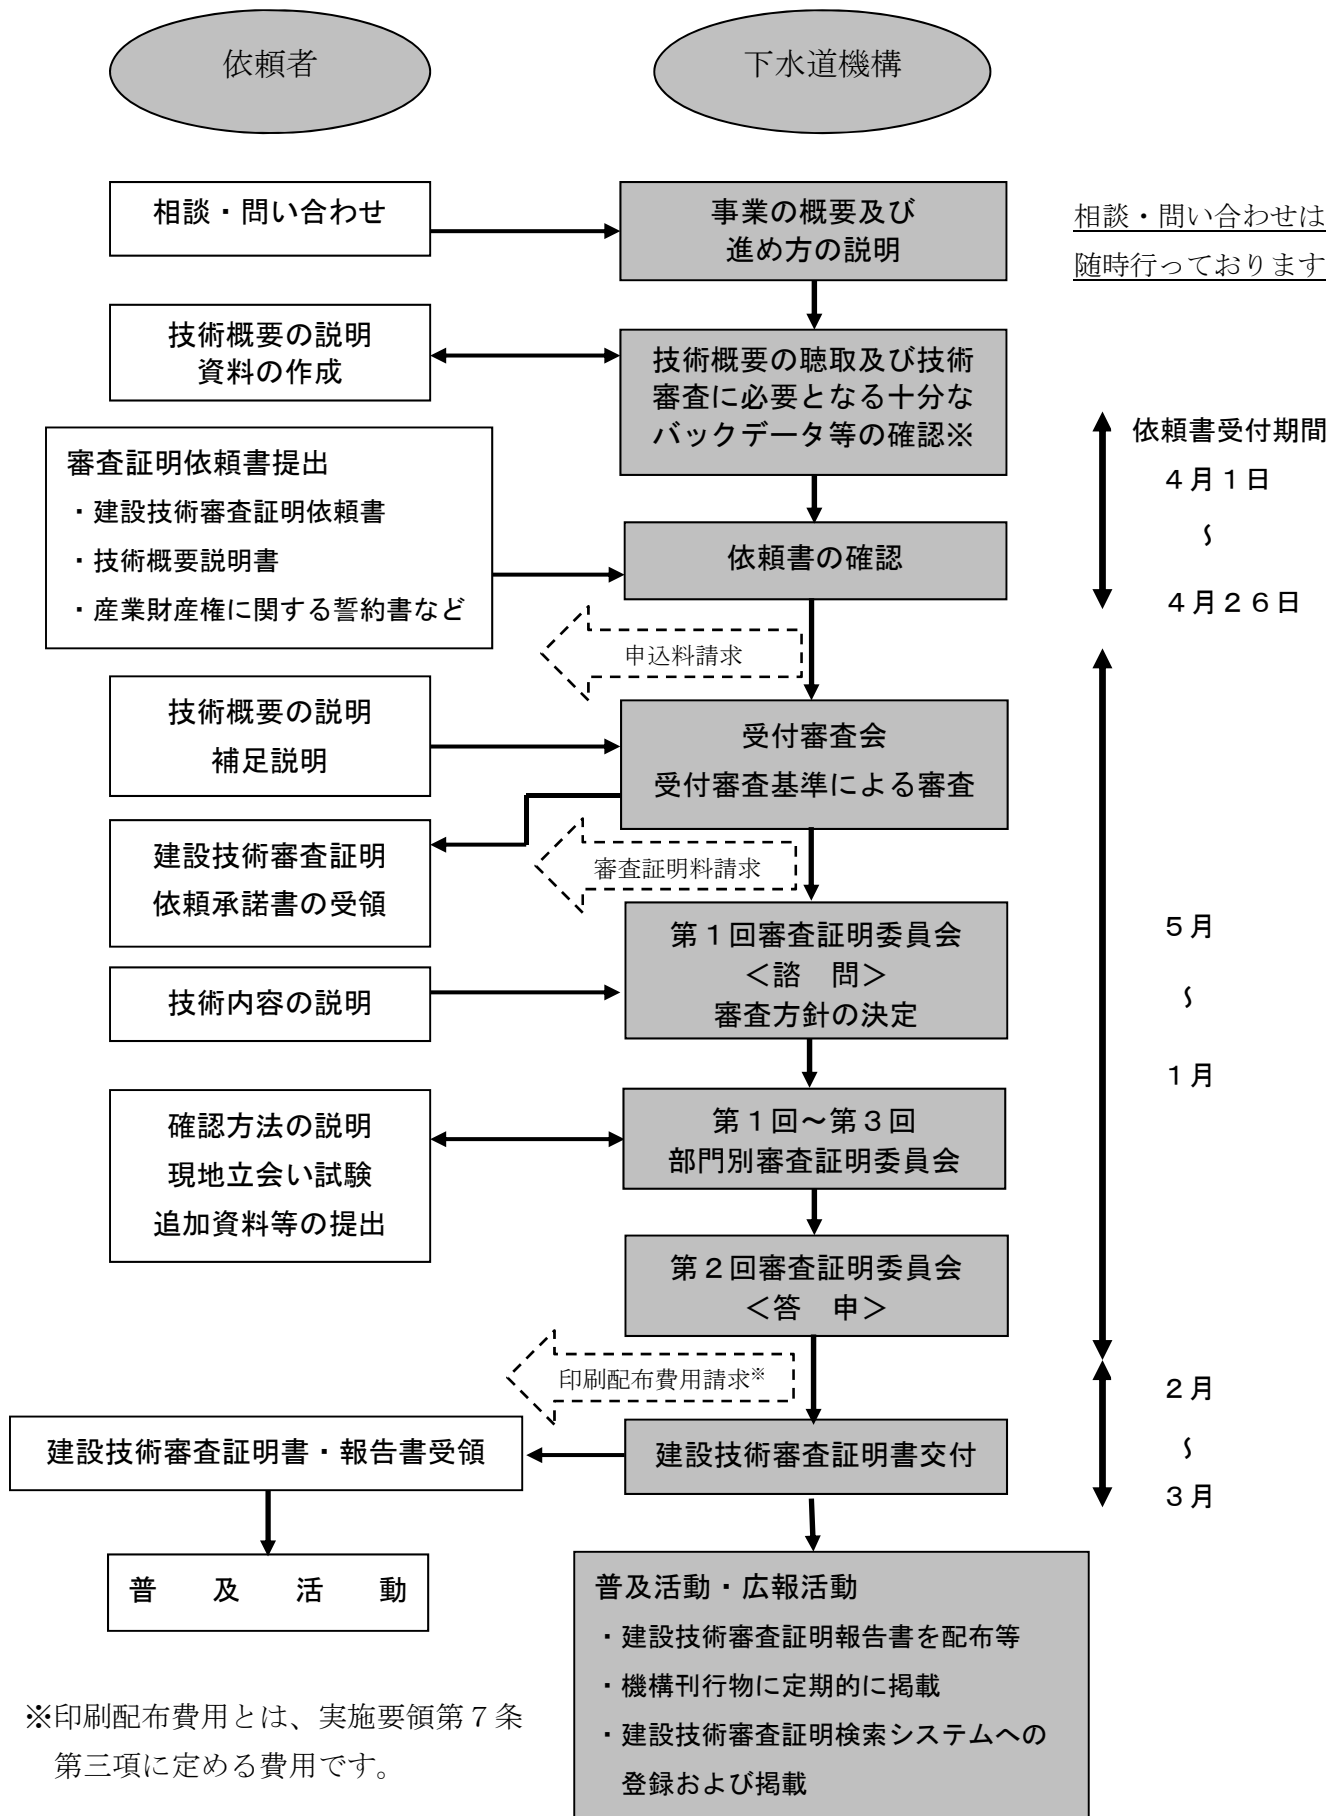 依頼者
下水道機構
相談・問い合わせ
事業の概要及び
進め方の説明
相談・問い合わせは
随時行っております
技術概要の説明
資料の作成
技術概要の聴取及び技術
審査に必要となる十分な
バックデータ等の確認※
審査証明依頼書提出
・建設技術審査証明依頼書
・技術概要説明書
・産業財産権に関する誓約書など
依頼書の確認
依頼書受付期間
４月１日
～
４月２６日
申込料請求
技術概要の説明
補足説明
受付審査会
受付審査基準による審査
建設技術審査証明
依頼承諾書の受領
審査証明料請求
第１回審査証明委員会
＜諮　問＞
審査方針の決定
技術内容の説明
５月
～
１月
確認方法の説明
現地立会い試験
追加資料等の提出
第１回～第３回
部門別審査証明委員会
第２回審査証明委員会
＜答　申＞
印刷配布費用請求※
２月
～
３月
建設技術審査証明書・報告書受領
建設技術審査証明書交付
普　及　活　動
普及活動・広報活動
・建設技術審査証明報告書を配布等
・機構刊行物に定期的に掲載
・建設技術審査証明検索システムへの
登録および掲載
※印刷配布費用とは、実施要領第７条
第三項に定める費用です。